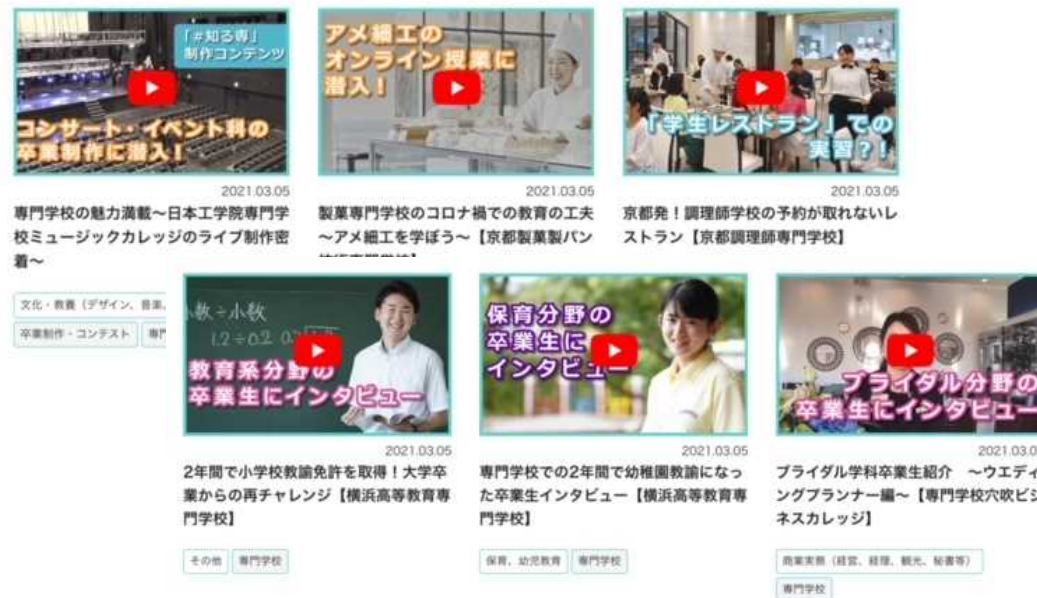 「#知る専」
制作コンテンツ
コンサート・イベント科の
卒業制作に潜入！
2021.03.05
専門学校の魅力満載〜日本工学院専門学
校ミュージックカレッジのライブ制作密
着〜
文化・教養（デザイン、音楽、
卒業制作・コンテスト
専門
アメ細工の
オンライン授業に
潜入！
2021.03.05
製菓専門学校のコロナ禍での教育の工夫
〜アメ細工を学ぼう〜【京都製菓製パン
「学生レストラン」での
実習？！
2021.03.05
京都発！調理師学校の予約が取れないレ
ストラン【京都調理師専門学校】
小数÷小数
1.2÷0.2
教育系分野の
卒業生にインタビュー
2021.03.05
2年間で小学校教諭免許を取得！大学卒
業からの再チャレンジ【横浜高等教育専
門学校】
その他
専門学校
保育分野の
卒業生に
インタビュー
2021.03.05
専門学校での2年間で幼稚園教諭になっ
た卒業生インタビュー【横浜高等教育専
門学校】
保育、幼児教育
専門学校
ブライダル分野の
卒業生にインタビュー
2021.03.0
ブライダル学科卒業生紹介　〜ウエディ
ングプランナー編〜【専門学校穴吹ビジ
ネスカレッジ】
商業実務（経営、経理、観光、秘書等）
専門学校